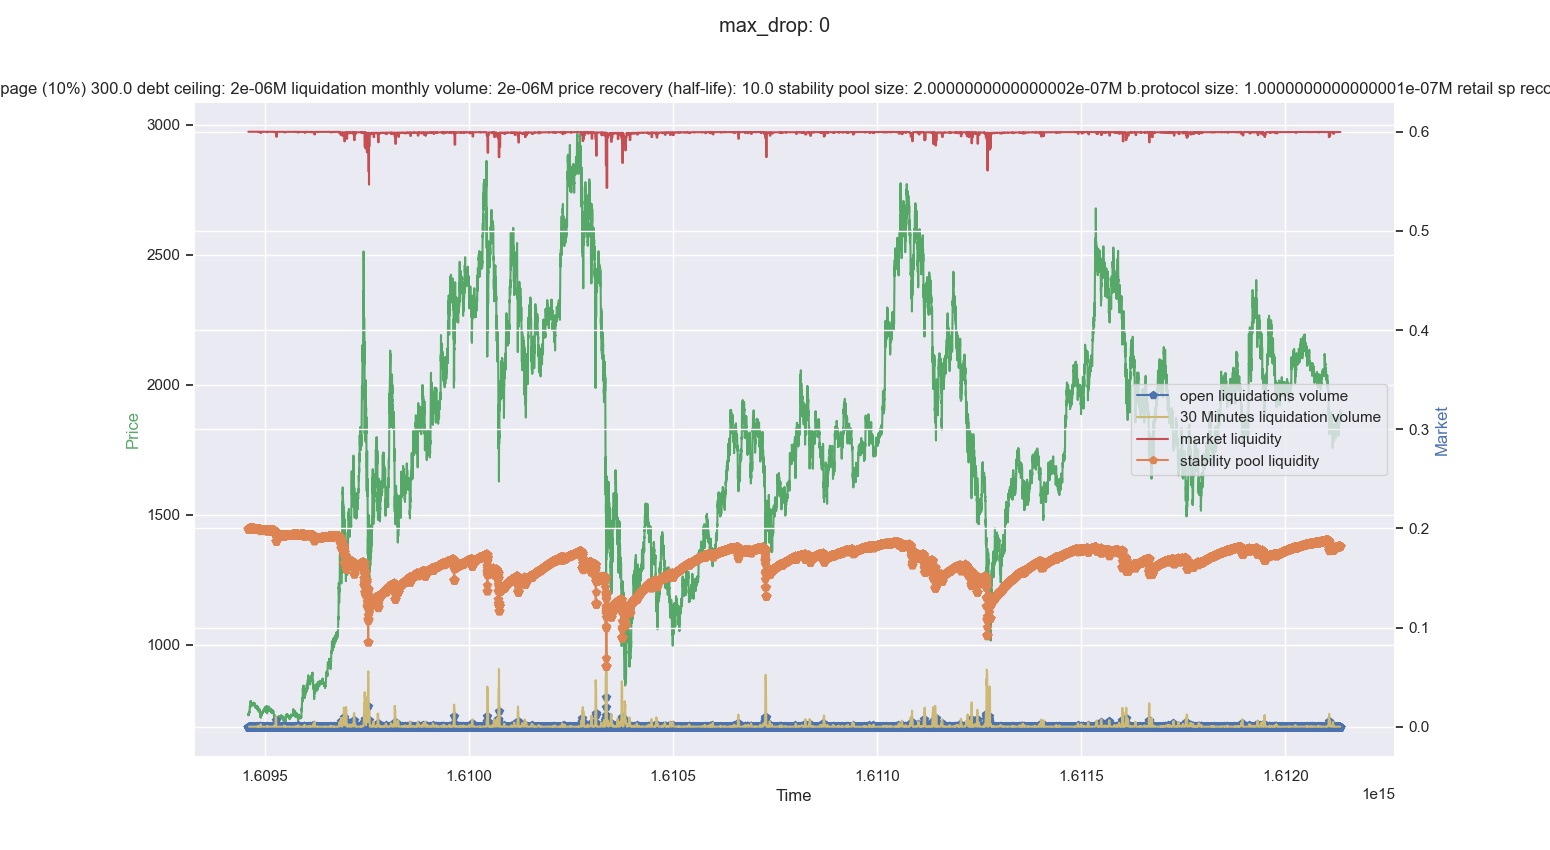 max_drop: 0
page (10%) 300.0 debt ceiling: 2e-06M liquidation monthly volume: 2e-06M price recovery (half-life): 10.0 stability pool size: 2.0000000000000002e-07M b.protocol size: 1.0000000000000001e-07M retail sp reco
3000
2500
2000
1500
1000
Price
0.6
0.5
0.4
0.3
0.2
0.1
0.0
Market
open liquidations volume
30 Minutes liquidation volume
market liquidity
stability pool liquidity
1.6095
1.6100
1.6105
1.6110
1.6115
1.6120
1e15
Time